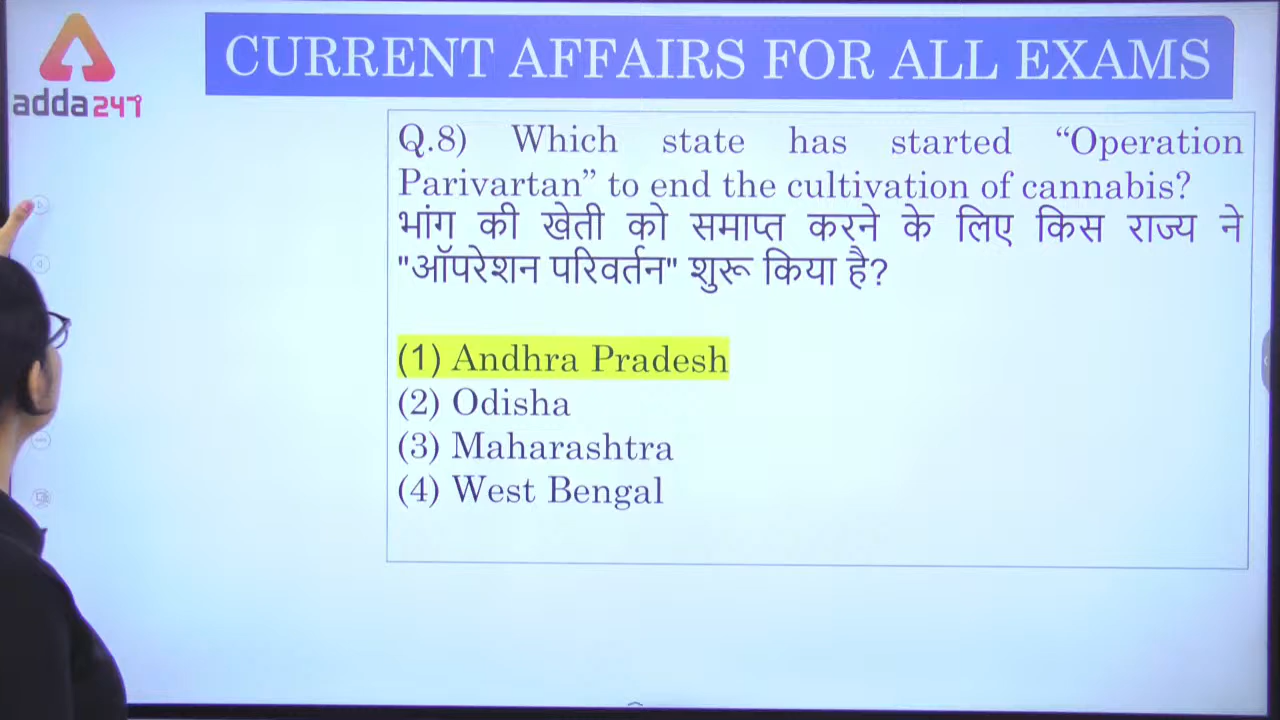 adda247
CURRENT AFFAIRS FOR ALL EXAMS
Q.8) Which state has started “Operation
Parivartan” to end the cultivation of cannabis?
भांग की खेती को समाप्त करने के लिए किस राज्य ने
"ऑपरेशन परिवर्तन" शुरू किया है?
(1) Andhra Pradesh
(2) Odisha
(3) Maharashtra
(4) West Bengal